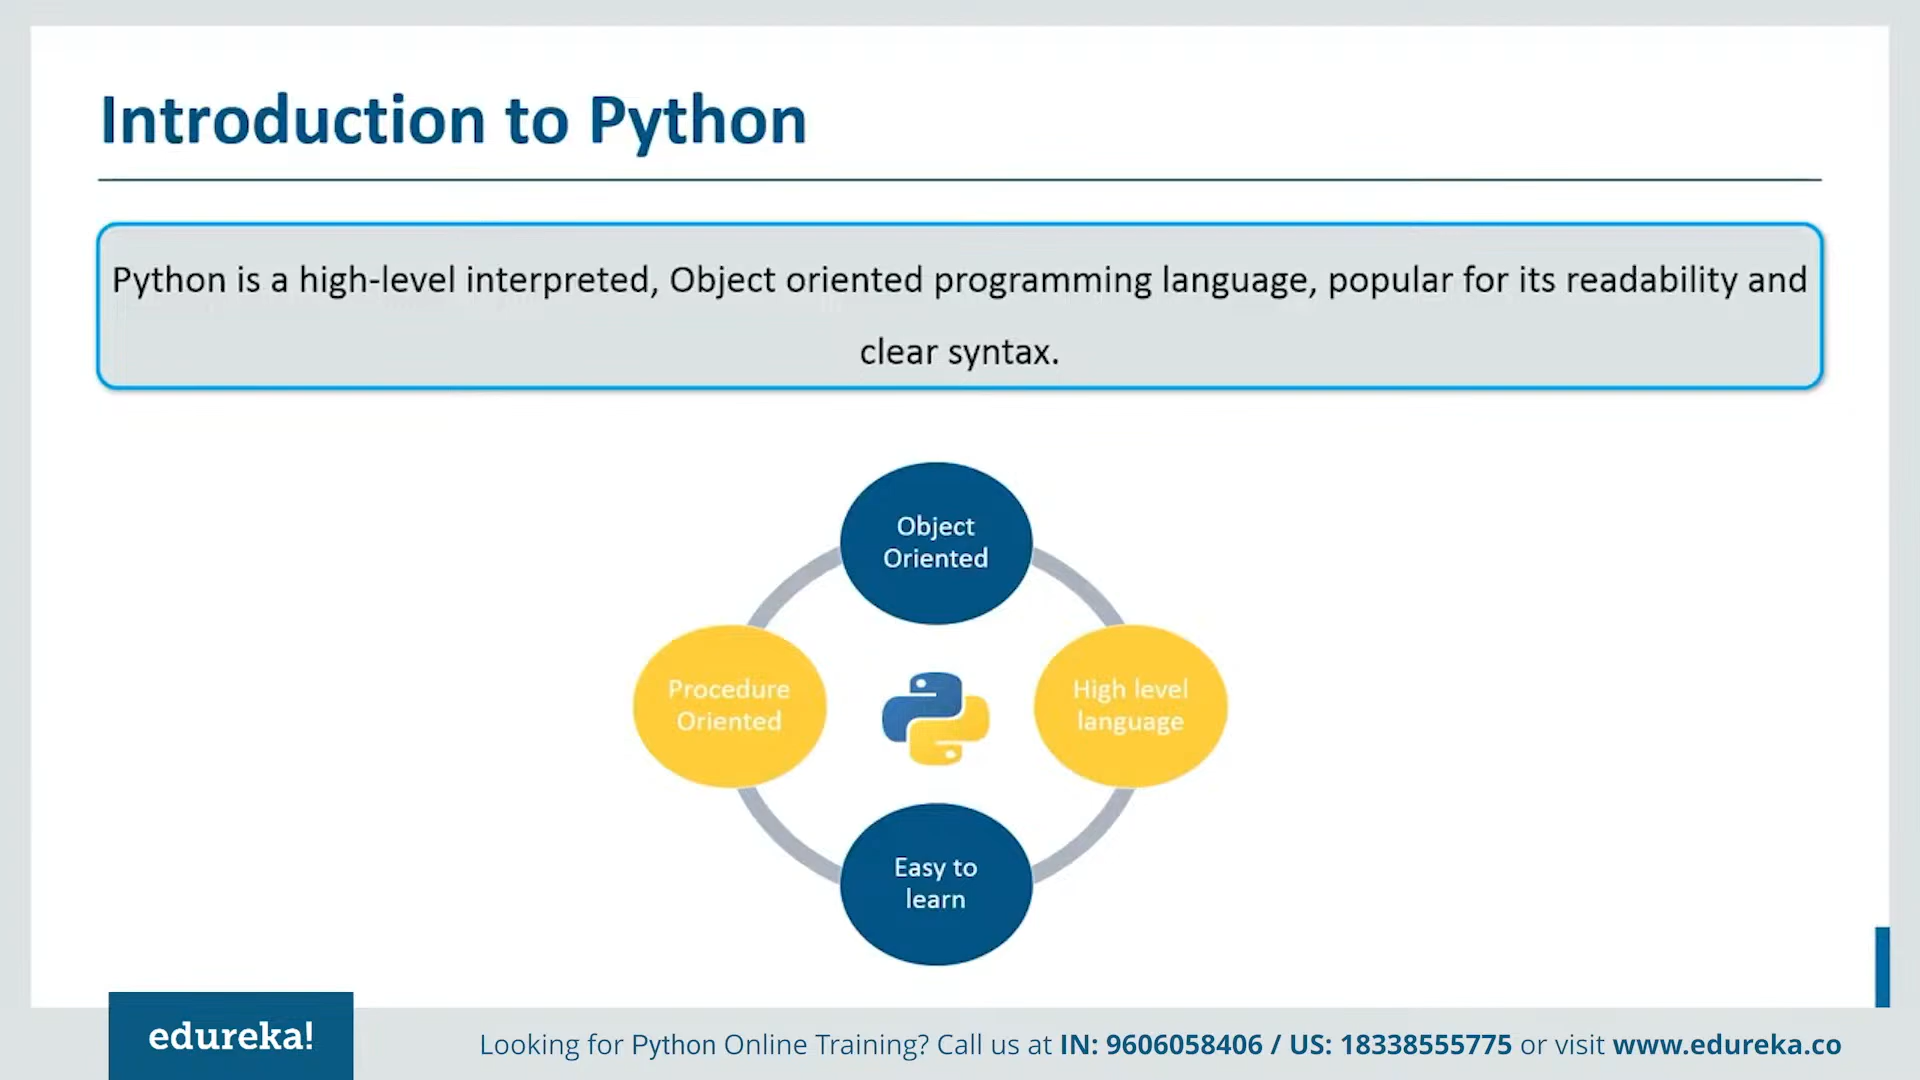 Introduction to Python
Python is a high-level interpreted, Object oriented programming language, popular for its readability and
clear syntax.
Object
Oriented
Procedure
Oriented
High level
language
Easy to
learn
edureka!
Looking for Python Online Training? Call us at IN: 9606058406 / US: 18338555775 or visit www.edureka.co